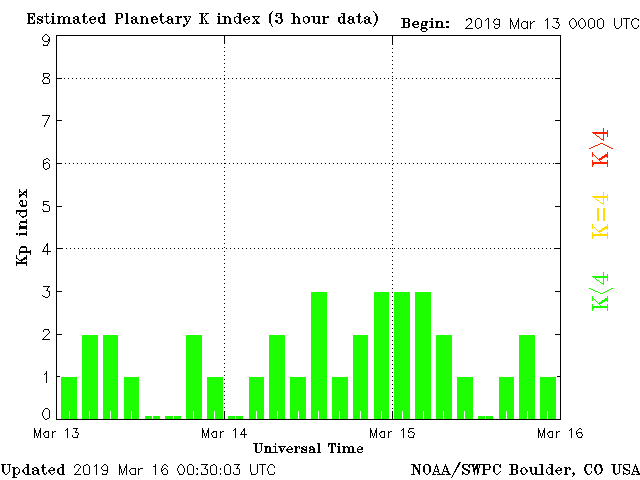 Estimated Planetary K index (3 hour data)
Begin: 2019 Mar 13 0000 UTC
9
8
7
6
5
4
3
2
1
0
Kp index
K>4
K=4
K<4
Mar 13
Mar 14
Mar 15
Mar 16
Universal Time
Updated 2019 Mar 16 00:30:03 UTC
NOAA/SWPC Boulder, CO USA